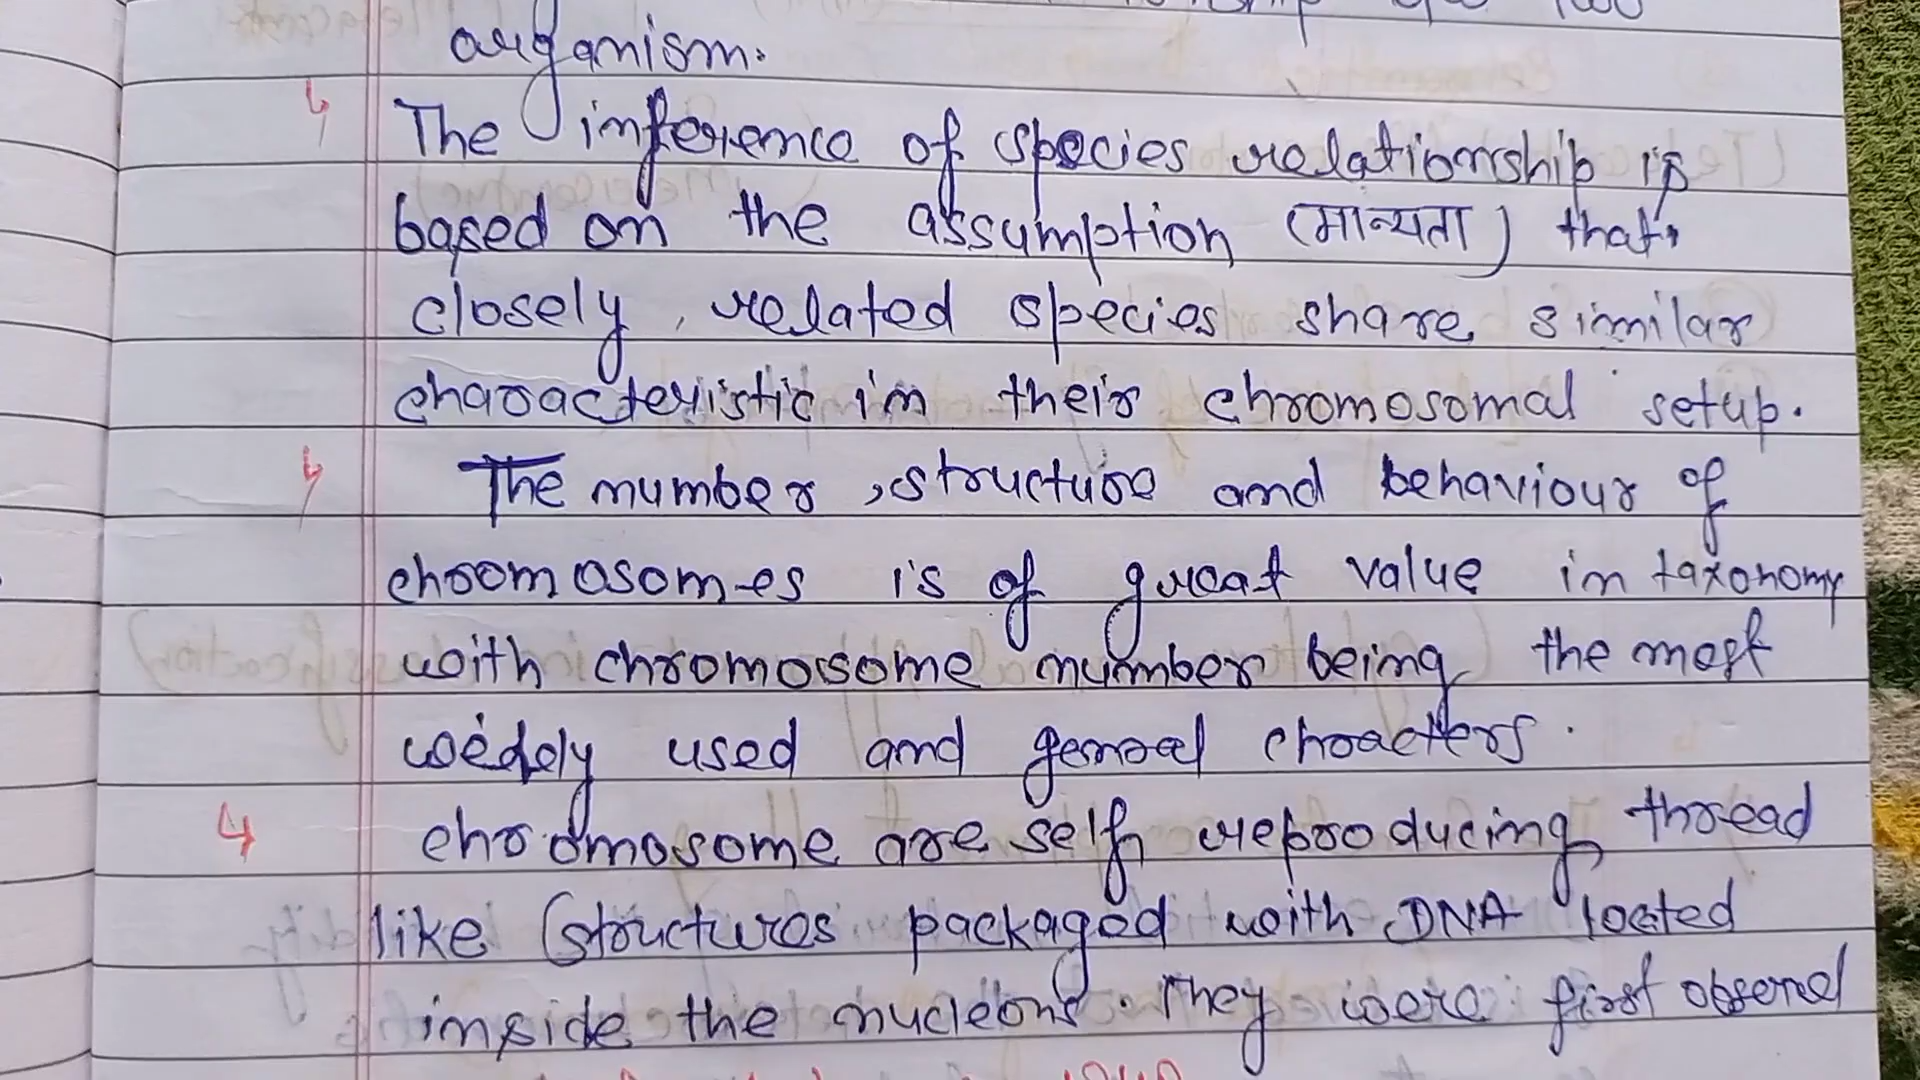 organism.
↳ The inference of species relationship is
based on the assumption (मान्यता) that
closely related species share similar
characteristic in their chromosomal setup.
↳ The number, structure and behaviour of
chromosomes is of great value in taxonomy
with chromosome number being the most
widely used and general chracters.
↳ chromosome are self reproducing thread
like structures packaged with DNA located
inside the nucleons. They were first observed